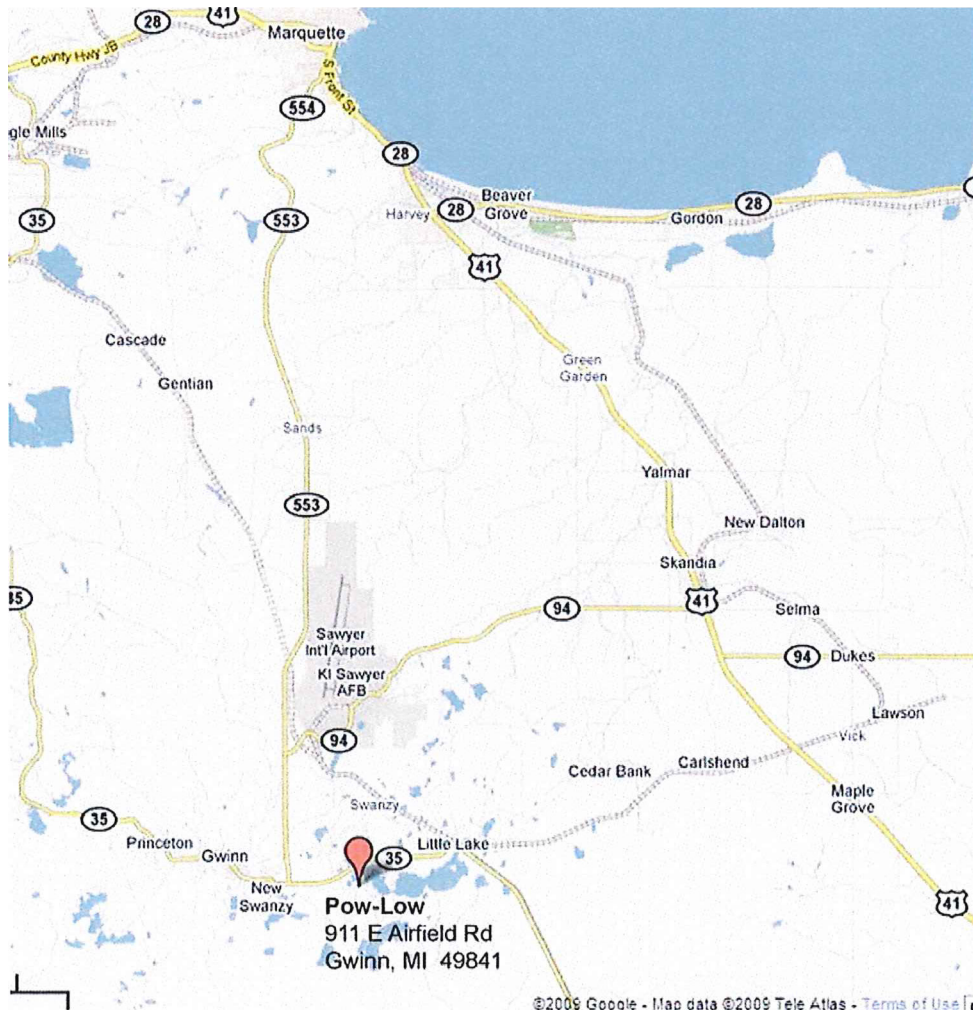 41
28
Marquette
County Hwy JB
S Front St
554
gle Mills
28
35
553
Harvey
28
Beaver
Grove
Gordon
28
41
Cascade
Gentian
Green
Garden
Sands
Yalmar
553
New Dalton
Skandia
35
94
41
Selma
Sawyer
Int'l Airport
KI Sawyer
AFB
94
Dukes
94
Lawson
Vick
Cedar Bank
Carlshend
Swanzy
Maple
Grove
35
Princeton
Gwinn
35
Little Lake
New
Swanzy
41
Pow-Low
911 E Airfield Rd
Gwinn, MI 49841
©2009 Google - Map data ©2009 Tele Atlas - Terms of Use